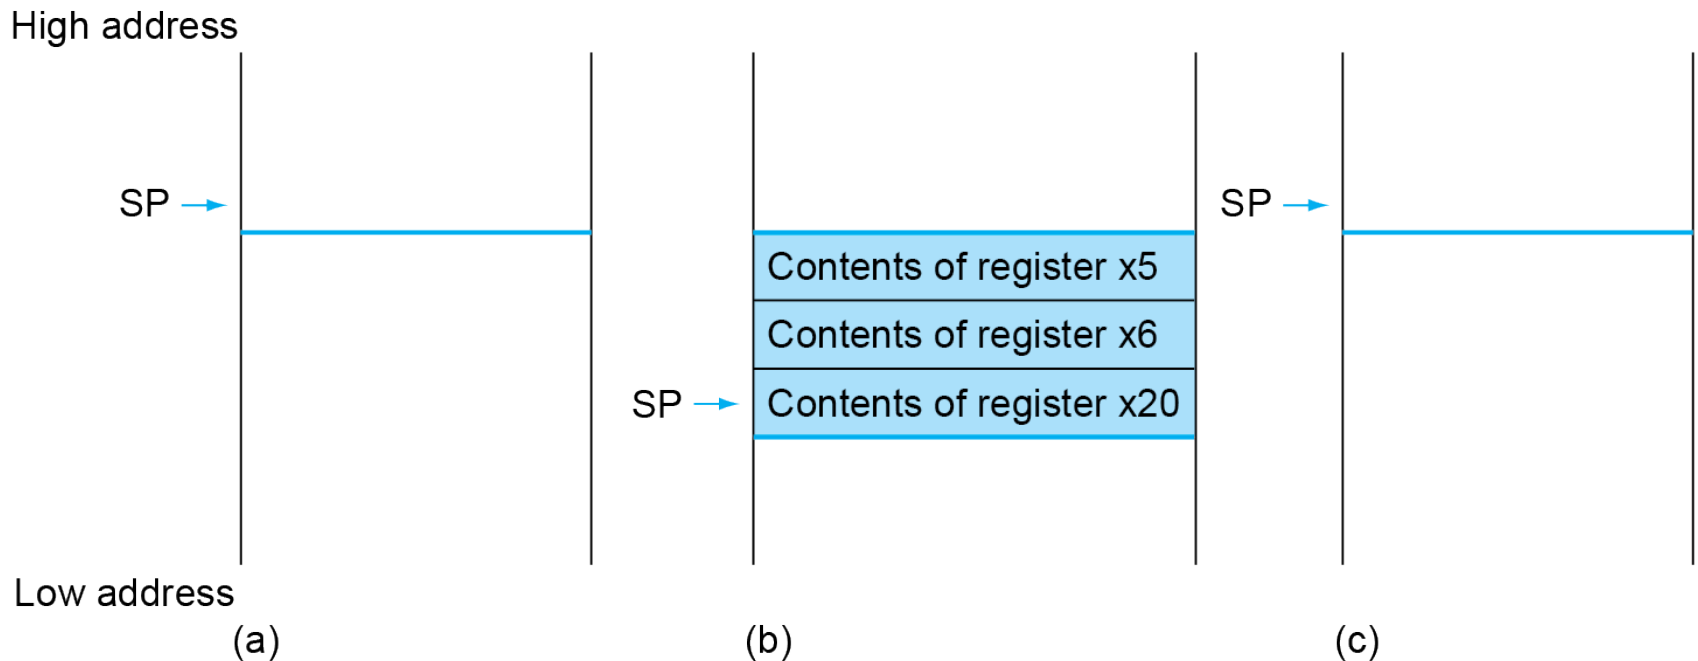 High address
SP
SP
Contents of register x5
Contents of register x6
SP
Contents of register x20
Low address
(a)
(b)
(c)